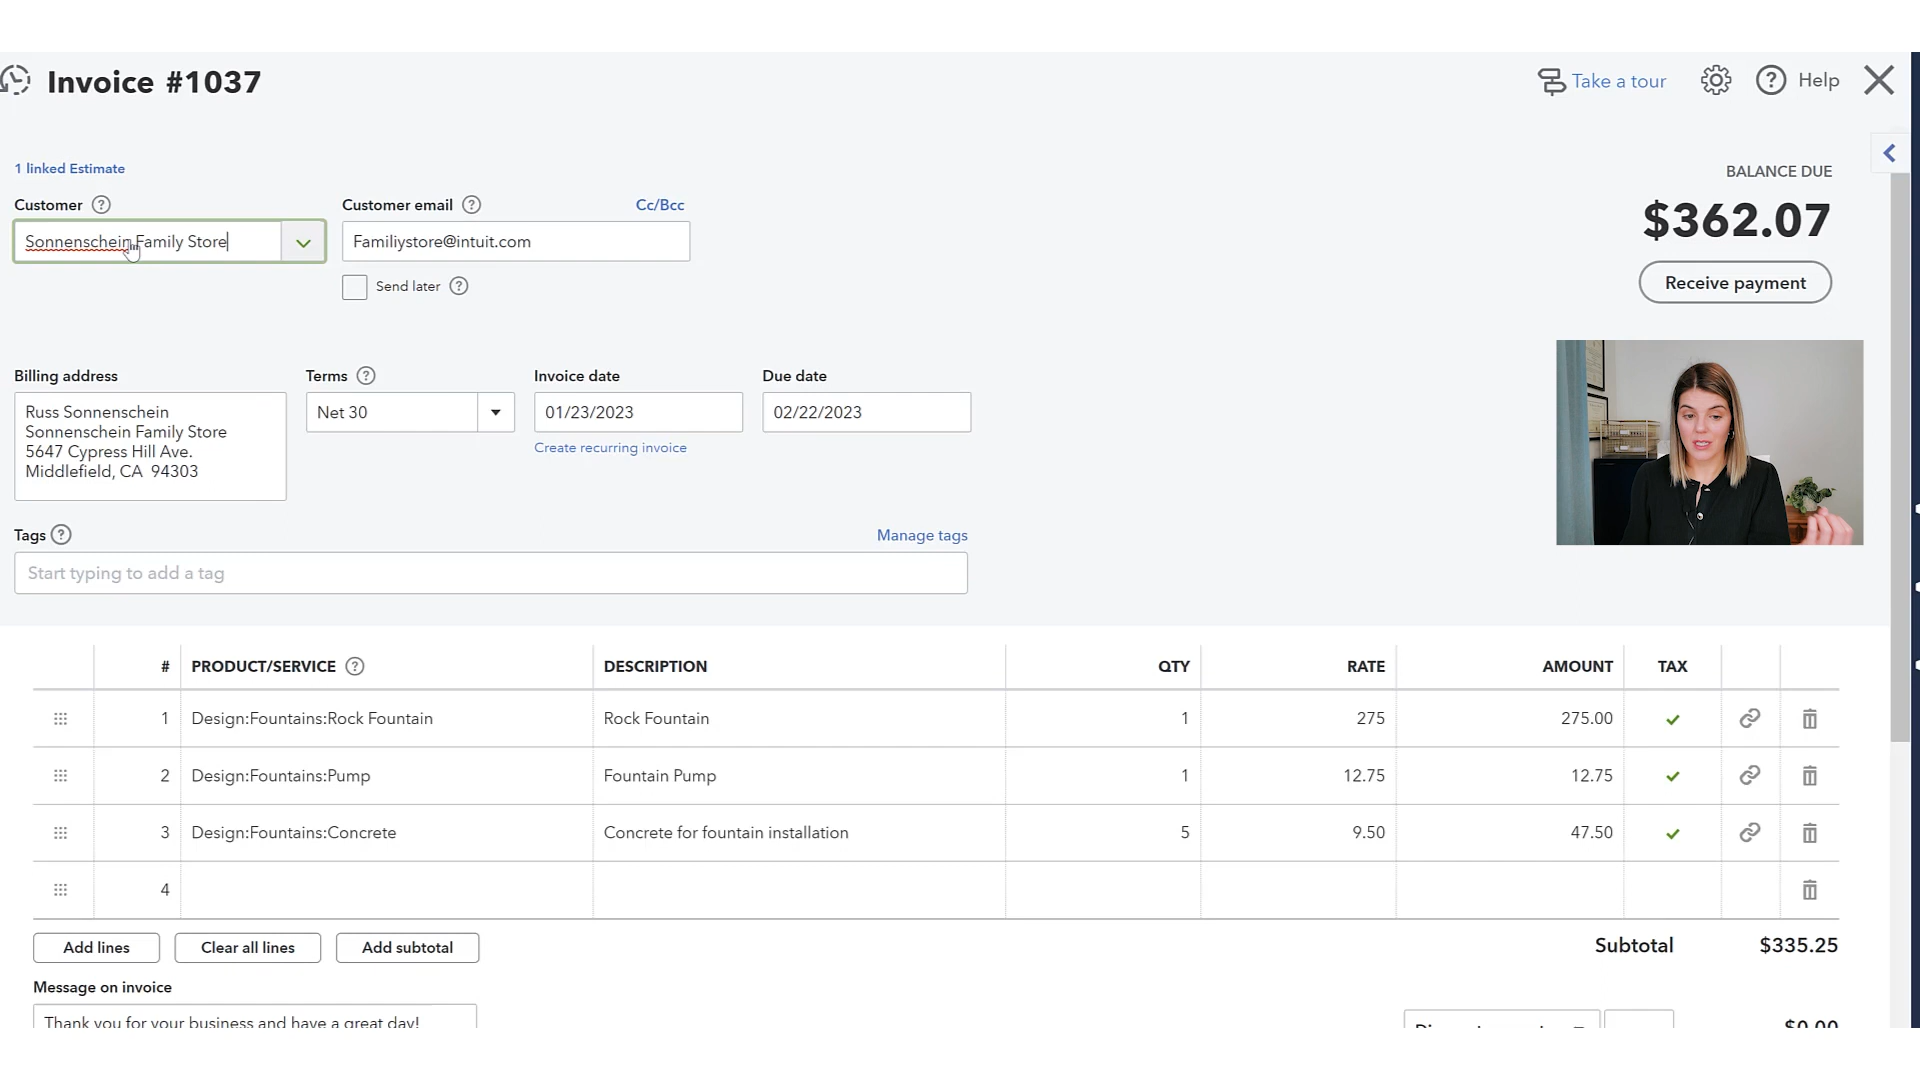 Invoice #1037
Take a tour
Help
1 linked Estimate
BALANCE DUE
$362.07
Receive payment
Customer
Customer email
Cc/Bcc
Sonnenschein Family Store
Familiystore@intuit.com
Send later
Billing address
Terms
Invoice date
Due date
Russ Sonnenschein
Sonnenschein Family Store
5647 Cypress Hill Ave.
Middlefield, CA 94303
Net 30
01/23/2023
02/22/2023
Create recurring invoice
Tags
Manage tags
Start typing to add a tag
# PRODUCT/SERVICE DESCRIPTION QTY RATE AMOUNT TAX
1 Design:Fountains:Rock Fountain Rock Fountain 1 275 275.00
2 Design:Fountains:Pump Fountain Pump 1 12.75 12.75
3 Design:Fountains:Concrete Concrete for fountain installation 5 9.50 47.50
4
Add lines
Clear all lines
Add subtotal
Subtotal $335.25
Message on invoice
Thank you for your business and have a great day!
$0.00